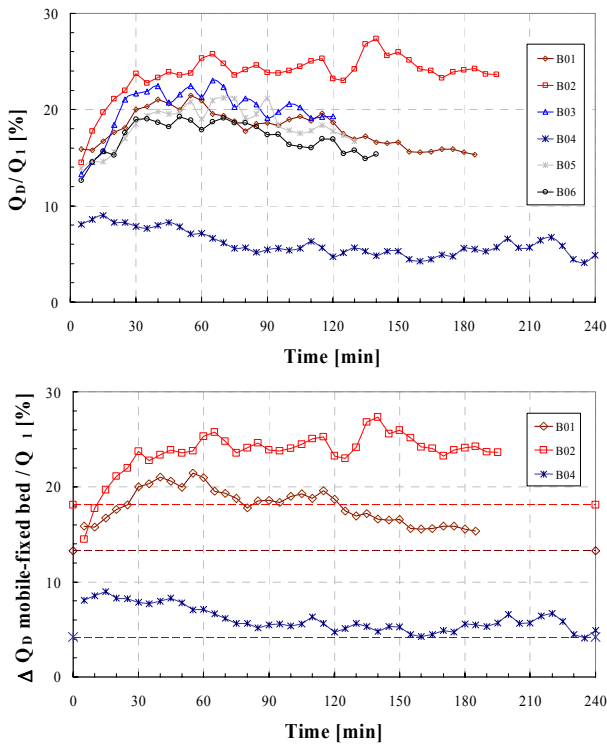 30
20
10
0
Q_D/ Q_1 [%]
B01
B02
B03
B04
B05
B06
0 30 60 90 120 150 180 210 240
Time [min]
30
20
10
0
Δ Q_D mobile-fixed bed / Q_1 [%]
B01
B02
B04
0 30 60 90 120 150 180 210 240
Time [min]